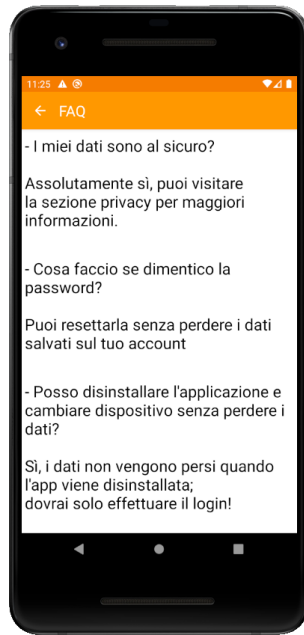 11:25
FAQ
- I miei dati sono al sicuro?
Assolutamente sì, puoi visitare
la sezione privacy per maggiori
informazioni.
- Cosa faccio se dimentico la
password?
Puoi resettarla senza perdere i dati
salvati sul tuo account
- Posso disinstallare l'applicazione e
cambiare dispositivo senza perdere i
dati?
Sì, i dati non vengono persi quando
l'app viene disinstallata;
dovrai solo effettuare il login!